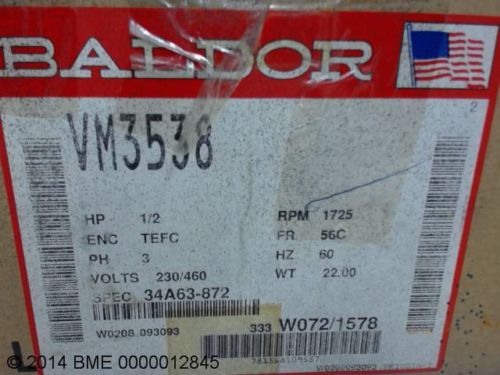 BALDOR
2
VM3538
HP 1/2 RPM 1725
ENC TEFC FR 56C
PH 3 HZ 60
VOLTS 230/460 WT 22.00
SPEC 34A63-872
W0208 093093 333 W072/1578
L
© 2014 BME 0000012845